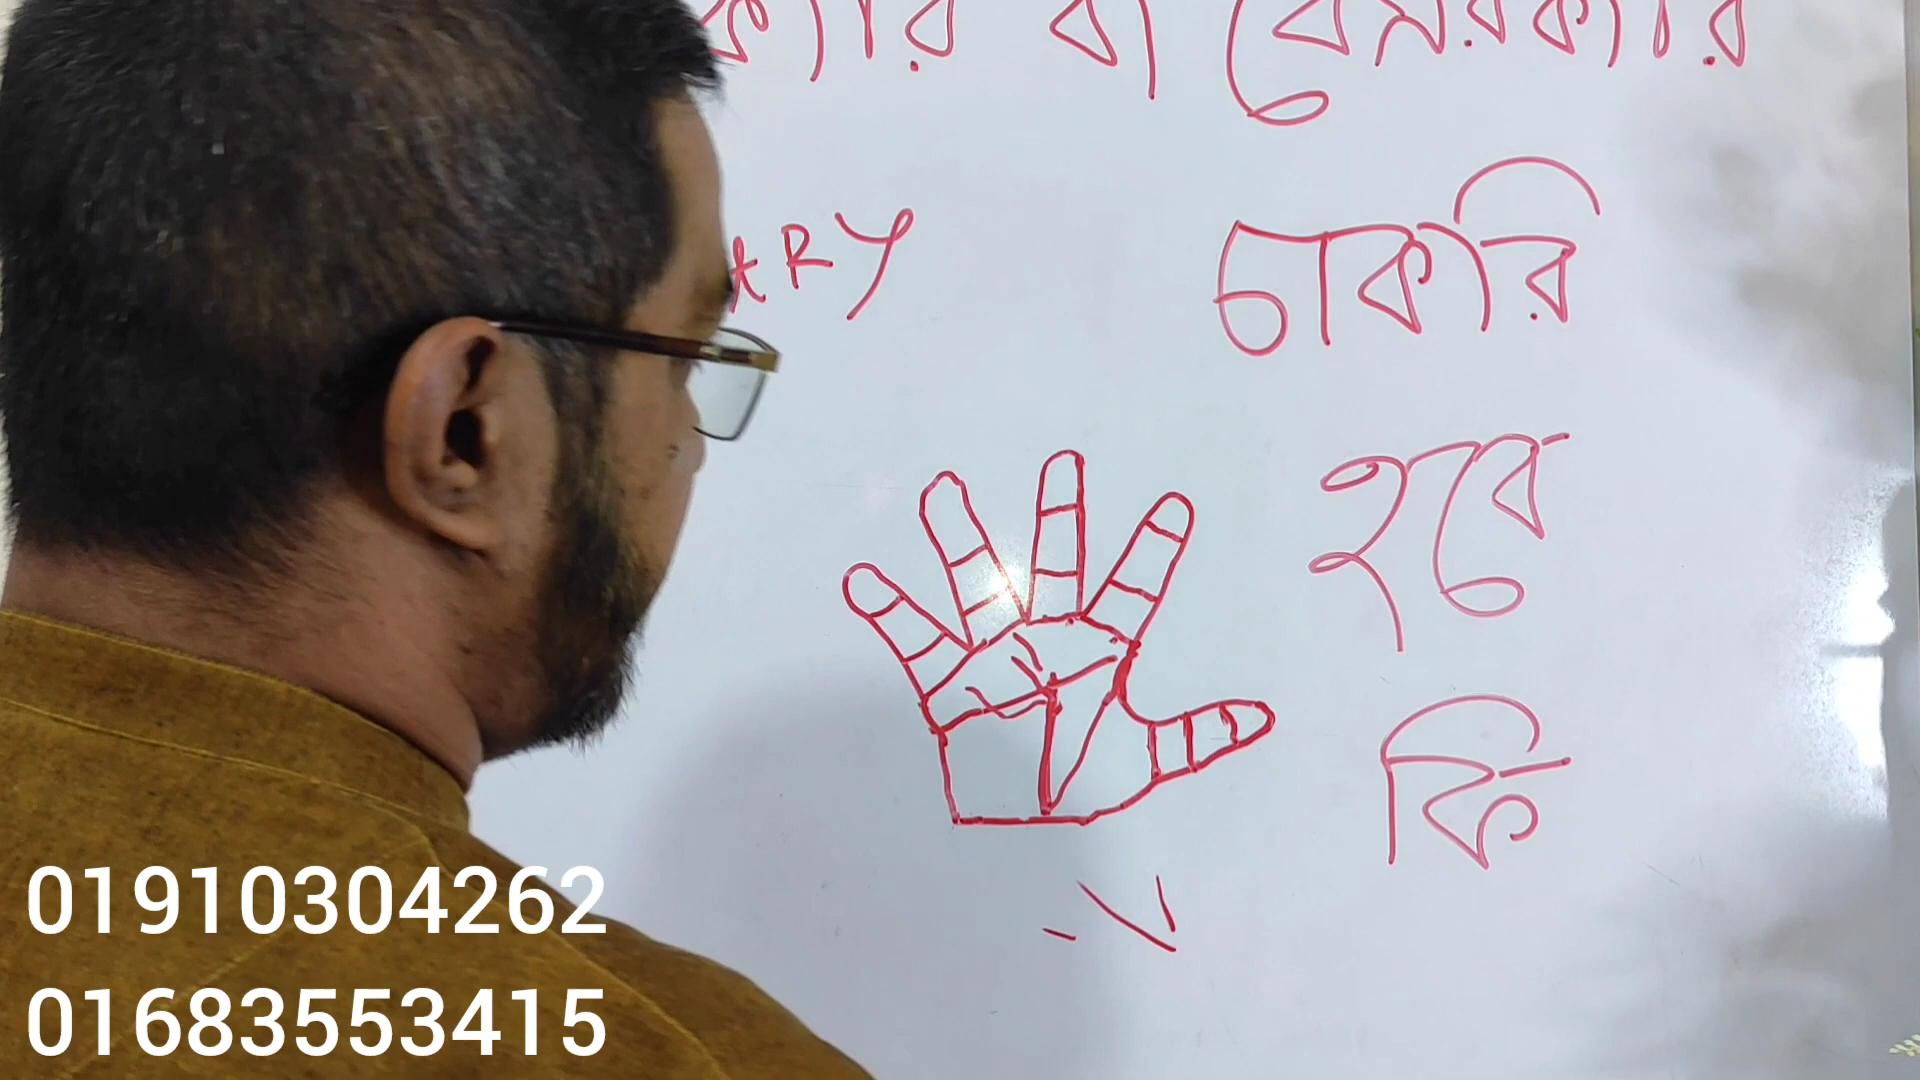 বা বেসরকারি
চাকরি
হবে
কি
01910304262
01683553415